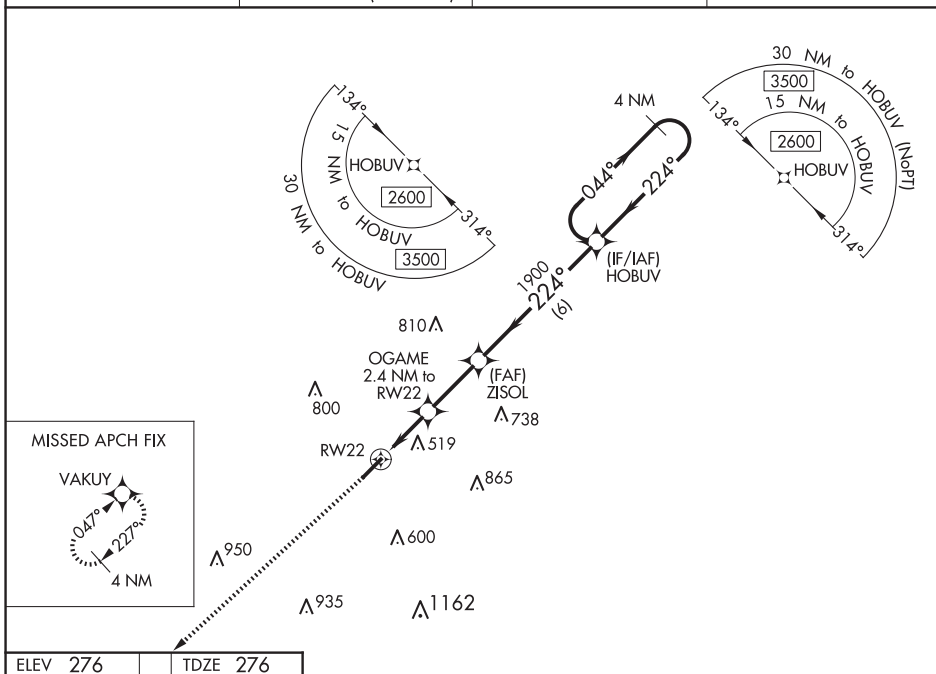 30 NM to HOBUV (NoPT)
3500
15 NM to HOBUV
2600
134°
HOBUV
314°
4 NM
134°
15 NM to HOBUV
HOBUV
2600
30 NM to HOBUV
3500
314°
044°
224°
(IF/IAF)
HOBUV
1900
224°
(6)
810
OGAME
2.4 NM to
RW22
(FAF)
ZISOL
800
738
519
RW22
865
MISSED APCH FIX
VAKUY
047°
227°
4 NM
600
950
935
1162
ELEV 276
TDZE 276